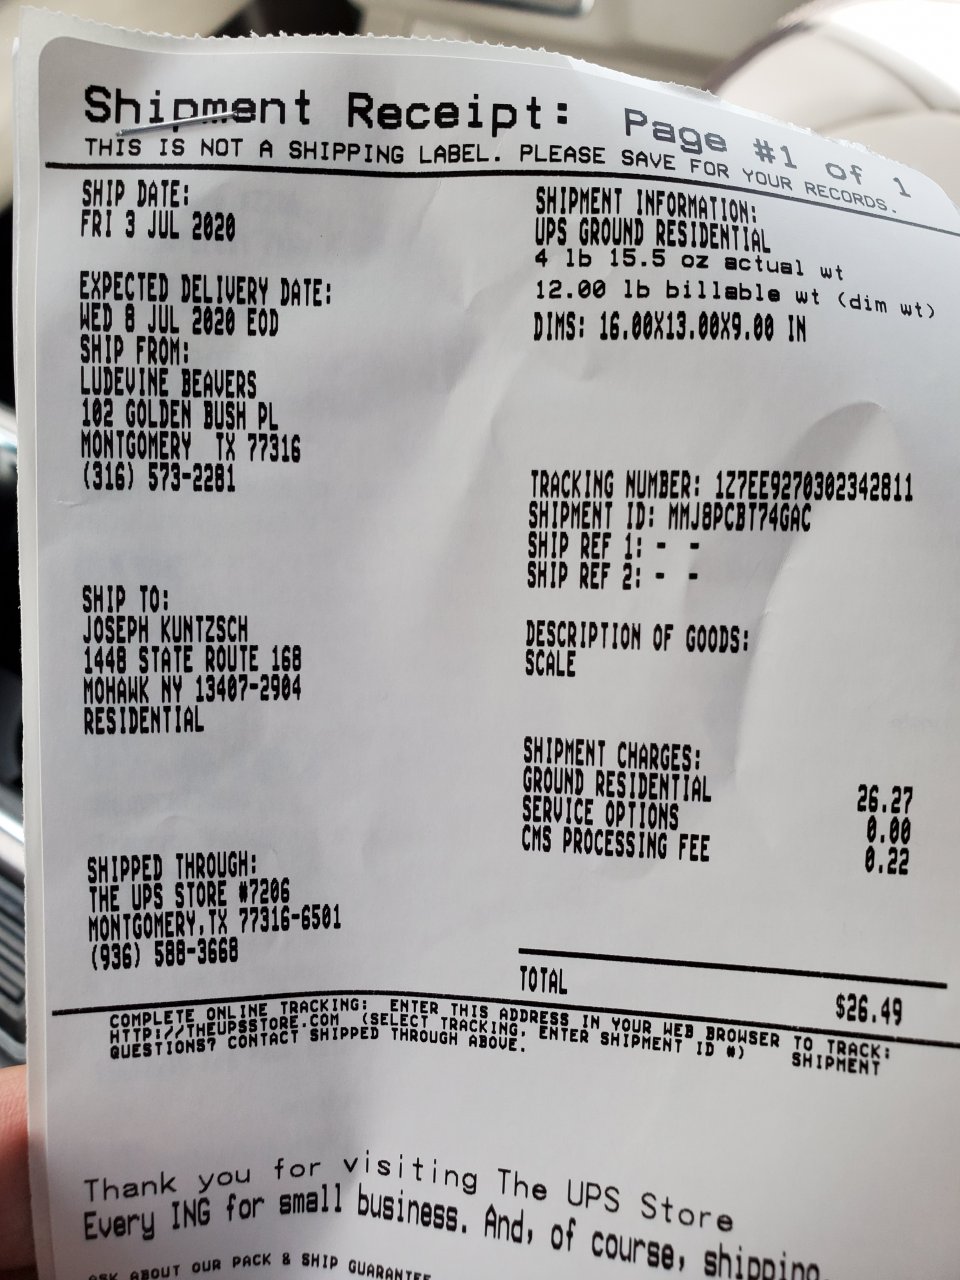 Shipment Receipt: Page #1 of 1
THIS IS NOT A SHIPPING LABEL. PLEASE SAVE FOR YOUR RECORDS.
SHIP DATE:
FRI 3 JUL 2020
EXPECTED DELIVERY DATE:
WED 8 JUL 2020 EOD
SHIP FROM:
LUDEVINE BEAVERS
102 GOLDEN BUSH PL
MONTGOMERY TX 77316
(316) 573-2281
SHIP TO:
JOSEPH KUNTZSCH
1448 STATE ROUTE 168
MOHAWK NY 13407-2904
RESIDENTIAL
SHIPPED THROUGH:
THE UPS STORE #7206
MONTGOMERY,TX 77316-6501
(936) 588-3668
SHIPMENT INFORMATION:
UPS GROUND RESIDENTIAL
4 lb 15.5 oz actual wt
12.00 lb billable wt (dim wt)
DIMS: 16.00X13.00X9.00 IN
TRACKING NUMBER: 1Z7EE9270302342811
SHIPMENT ID: MMJ8PCBT74GAC
SHIP REF 1: - -
SHIP REF 2: - -
DESCRIPTION OF GOODS:
SCALE
SHIPMENT CHARGES:
GROUND RESIDENTIAL 26.27
SERVICE OPTIONS 0.00
CMS PROCESSING FEE 0.22
TOTAL $26.49
COMPLETE ONLINE TRACKING: ENTER THIS ADDRESS IN YOUR WEB BROWSER TO TRACK:
HTTP://THEUPSSTORE.COM (SELECT TRACKING, ENTER SHIPMENT ID #) SHIPMENT
QUESTIONS? CONTACT SHIPPED THROUGH ABOVE.
Thank you for visiting The UPS Store
Every ING for small business. And, of course, shipping
ASK ABOUT OUR PACK & SHIP GUARANTEE